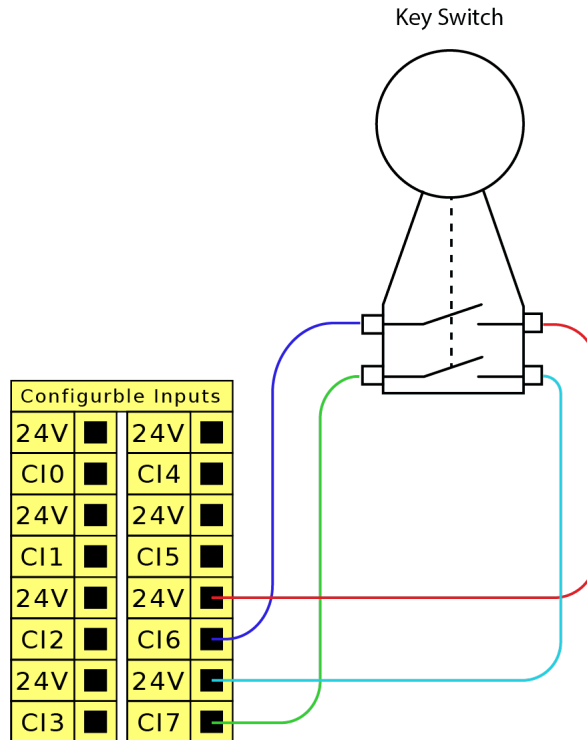 Key Switch
Configurble Inputs
24V 24V
CI0 CI4
24V 24V
CI1 CI5
24V 24V
CI2 CI6
24V 24V
CI3 CI7